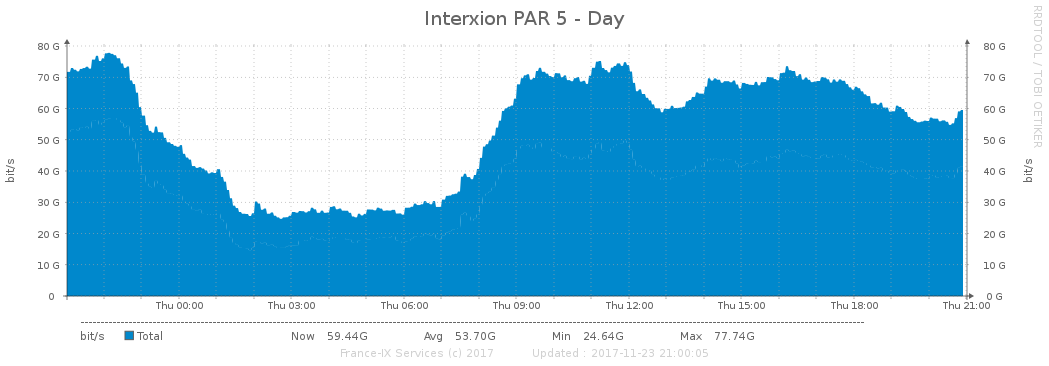 Interxion PAR 5 - Day
RRDTOOL / TOBI OETIKER
bit/s
80 G
70 G
60 G
50 G
40 G
30 G
20 G
10 G
0
80 G
70 G
60 G
50 G
40 G
30 G
20 G
10 G
0 G
bit/s
Thu 00:00 Thu 03:00 Thu 06:00 Thu 09:00 Thu 12:00 Thu 15:00 Thu 18:00 Thu 21:00
bit/s Total Now 59.44G Avg 53.70G Min 24.64G Max 77.74G
France-IX Services (c) 2017 Updated : 2017-11-23 21:00:05